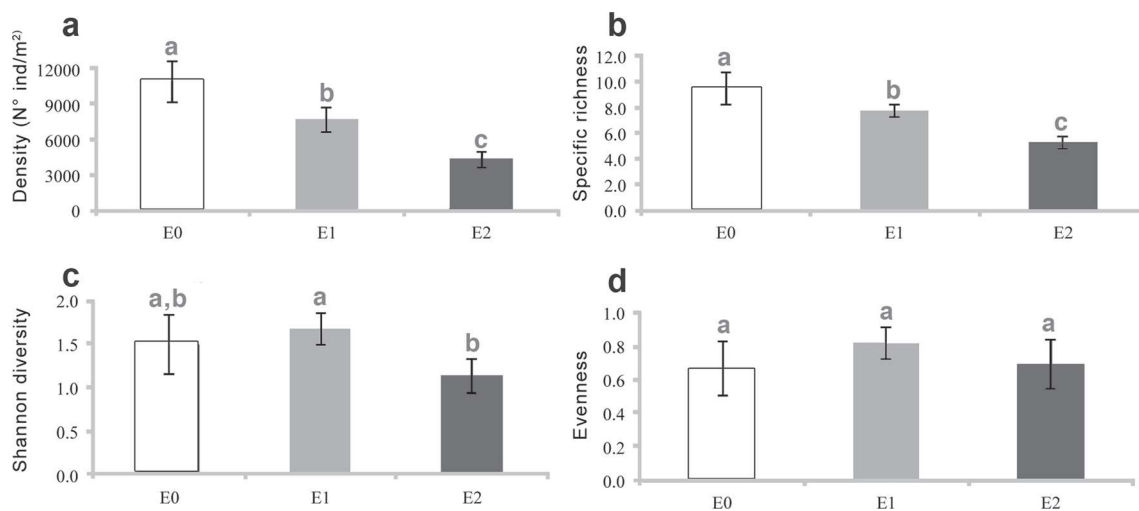 a
Density (N° ind/m²)
12000
9000
6000
3000
0
a
b
c
E0 E1 E2
b
Specific richness
12.0
10.0
8.0
6.0
4.0
2.0
0.0
a
b
c
E0 E1 E2
c
Shannon diversity
2.0
1.5
1.0
0.5
0.0
a,b
a
b
E0 E1 E2
d
Evenness
1.0
0.8
0.6
0.4
0.2
0.0
a a a
E0 E1 E2